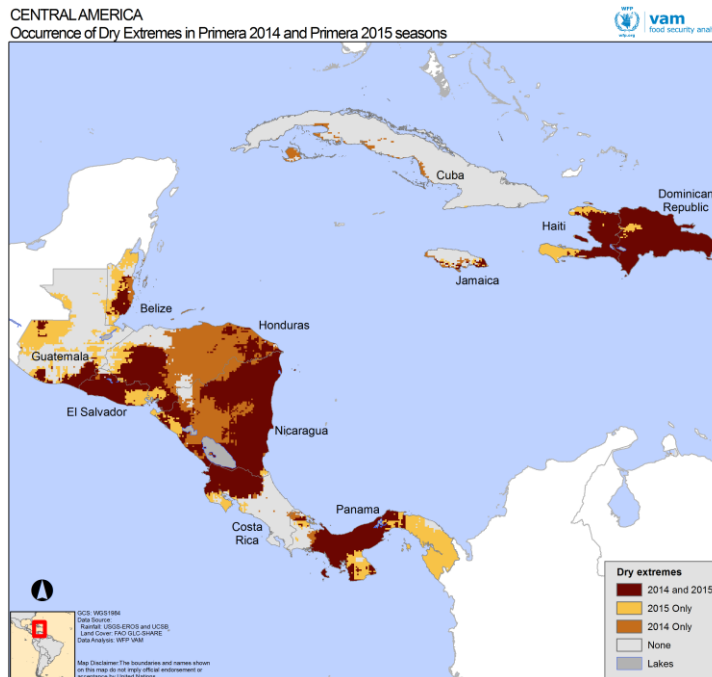 CENTRAL AMERICA
Occurrence of Dry Extremes in Primera 2014 and Primera 2015 seasons
WFP
wfp.org
vam
food security anal
Cuba
Dominican
Republic
Haiti
Jamaica
Belize
Honduras
Guatemala
El Salvador
Nicaragua
Panama
Costa
Rica
Dry extremes
2014 and 2015
2015 Only
2014 Only
None
Lakes
GCS: WGS1984
Data Source:
Rainfall: USGS-EROS and UCSB
Land Cover: FAO GLC-SHARE
Data Analysis: WFP VAM
Map Disclaimer:The boundaries and names shown
on this map do not imply official endorsement or
acceptance by United Nations